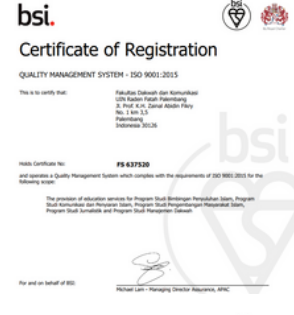 bsi.
Certificate of Registration
QUALITY MANAGEMENT SYSTEM - ISO 9001:2015
This is to certify that:
Fakultas Dakwah dan Komunikasi
UIN Raden Fatah Palembang
Jl. Prof. K.H. Zainal Abidin Fikry
No. 1 km 3,5
Palembang
Indonesia 30126
Holds Certificate No:
FS 637520
and operates a Quality Management System which complies with the requirements of ISO 9001:2015 for the
following scope:
The provision of education services for Program Studi Bimbingan Penyuluhan Islam, Program
Studi Komunikasi dan Penyiaran Islam, Program Studi Pengembangan Masyarakat Islam,
Program Studi Jurnalistik and Program Studi Manajemen Dakwah
For and on behalf of BSI:
Michael Lam - Managing Director Assurance, APAC
bsi